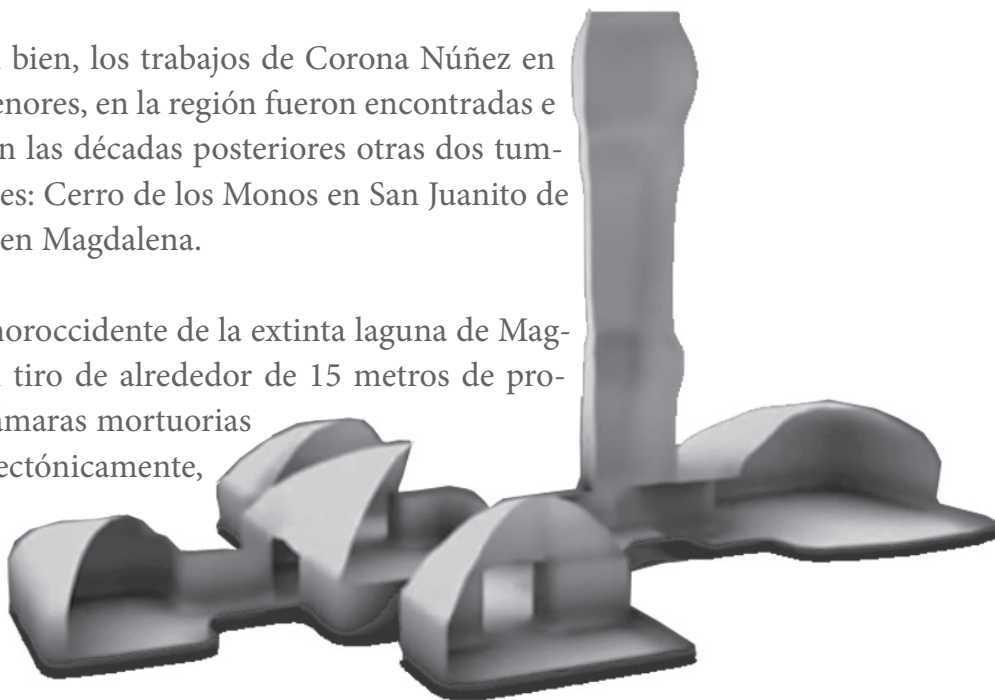 bien, los trabajos de Corona Núñez en
enores, en la región fueron encontradas e
n las décadas posteriores otras dos tum-
es: Cerro de los Monos en San Juanito de
en Magdalena.
noroccidente de la extinta laguna de Mag-
tiro de alrededor de 15 metros de pro-
ámaras mortuorias
ectónicamente,